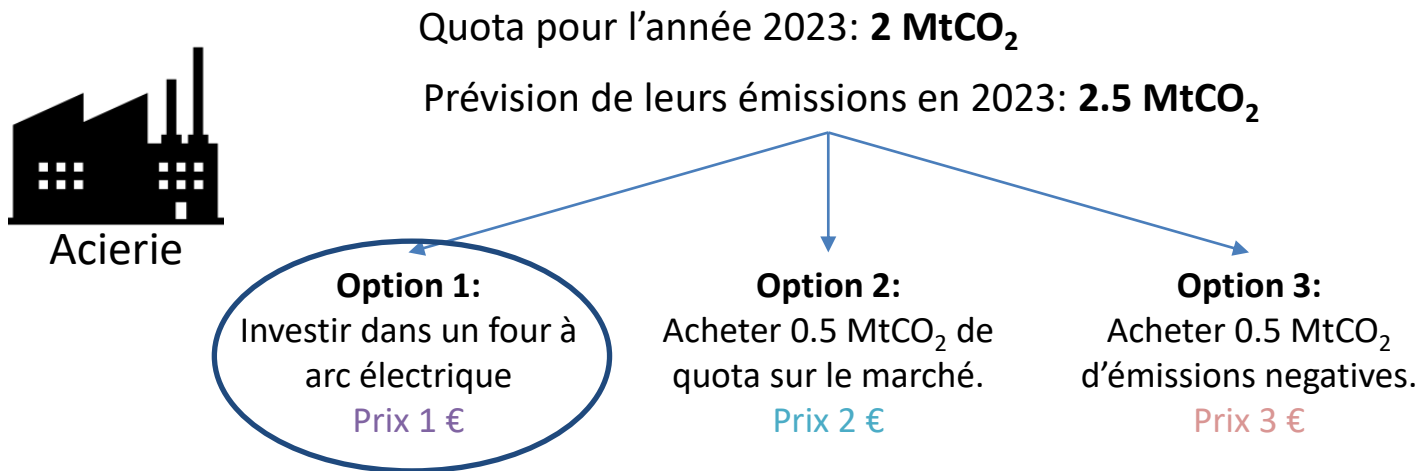 Quota pour l’année 2023: 2 MtCO₂
Prévision de leurs émissions en 2023: 2.5 MtCO₂
Acierie
Option 1:
Investir dans un four à
arc électrique
Prix 1 €
Option 2:
Acheter 0.5 MtCO₂ de
quota sur le marché.
Prix 2 €
Option 3:
Acheter 0.5 MtCO₂
d’émissions negatives.
Prix 3 €